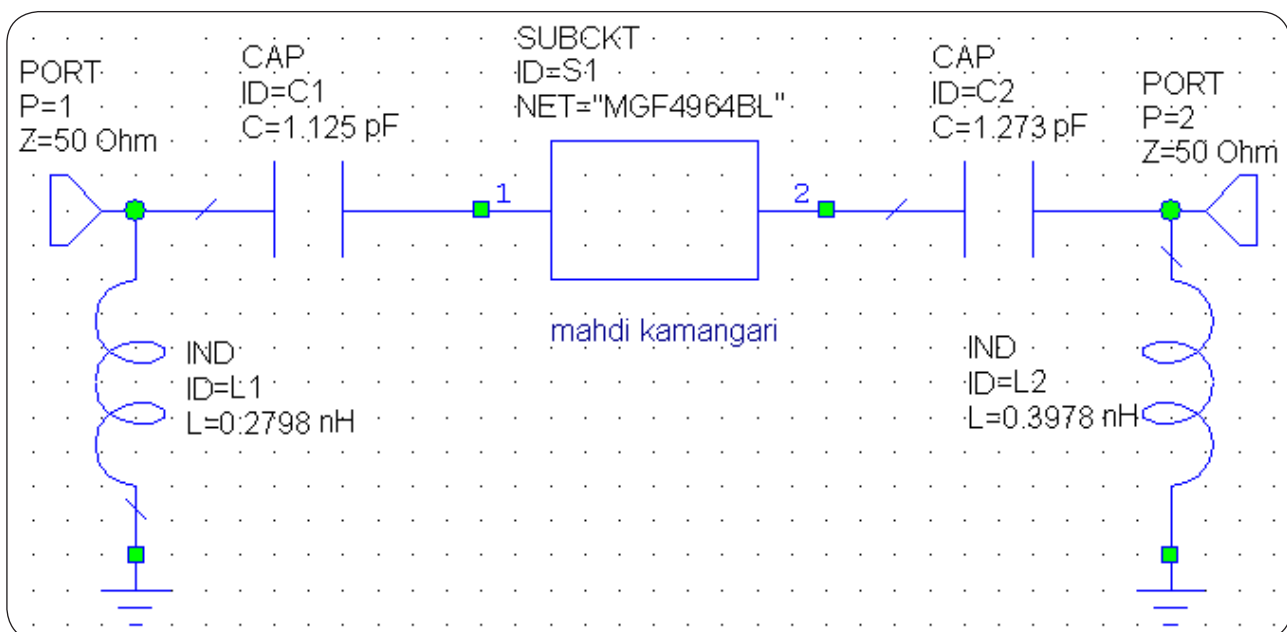 PORT
P=1
Z=50 Ohm
CAP
ID=C1
C=1.125 pF
SUBCKT
ID=S1
NET="MGF4964BL"
CAP
ID=C2
C=1.273 pF
PORT
P=2
Z=50 Ohm
1
2
mahdi kamangari
IND
ID=L1
L=0.2798 nH
IND
ID=L2
L=0.3978 nH